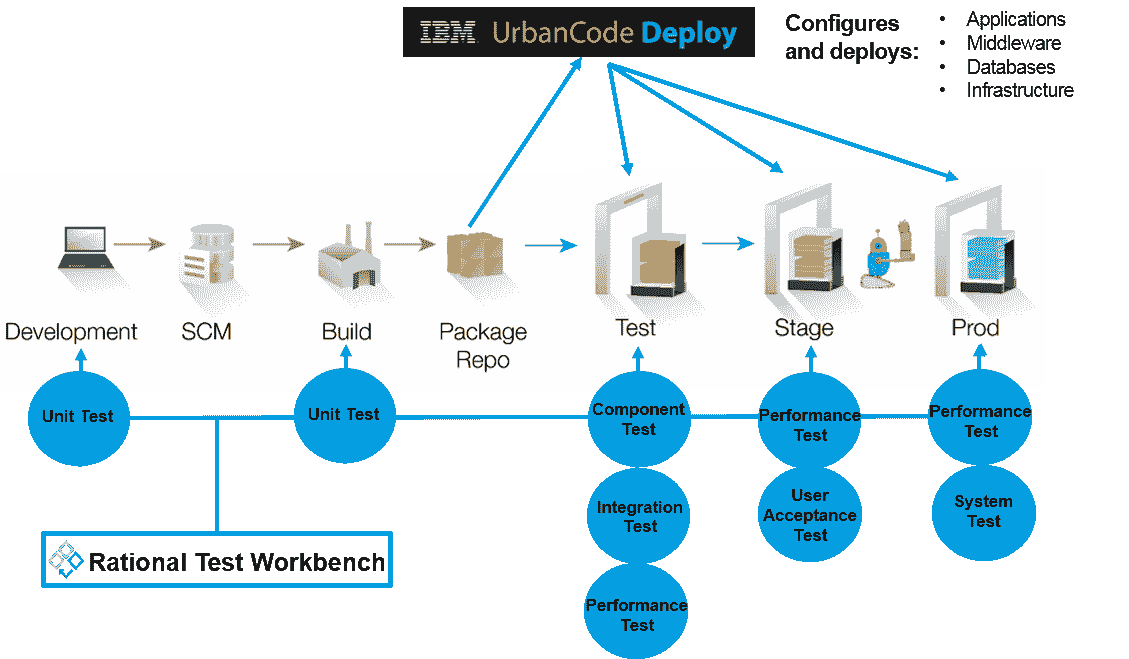 IBM UrbanCode Deploy
Configures
and deploys:
• Applications
• Middleware
• Databases
• Infrastructure
Development
SCM
Build
Package
Repo
Test
Stage
Prod
Unit Test
Unit Test
Component
Test
Performance
Test
Performance
Test
Integration
Test
User
Acceptance
Test
System
Test
Performance
Test
Rational Test Workbench